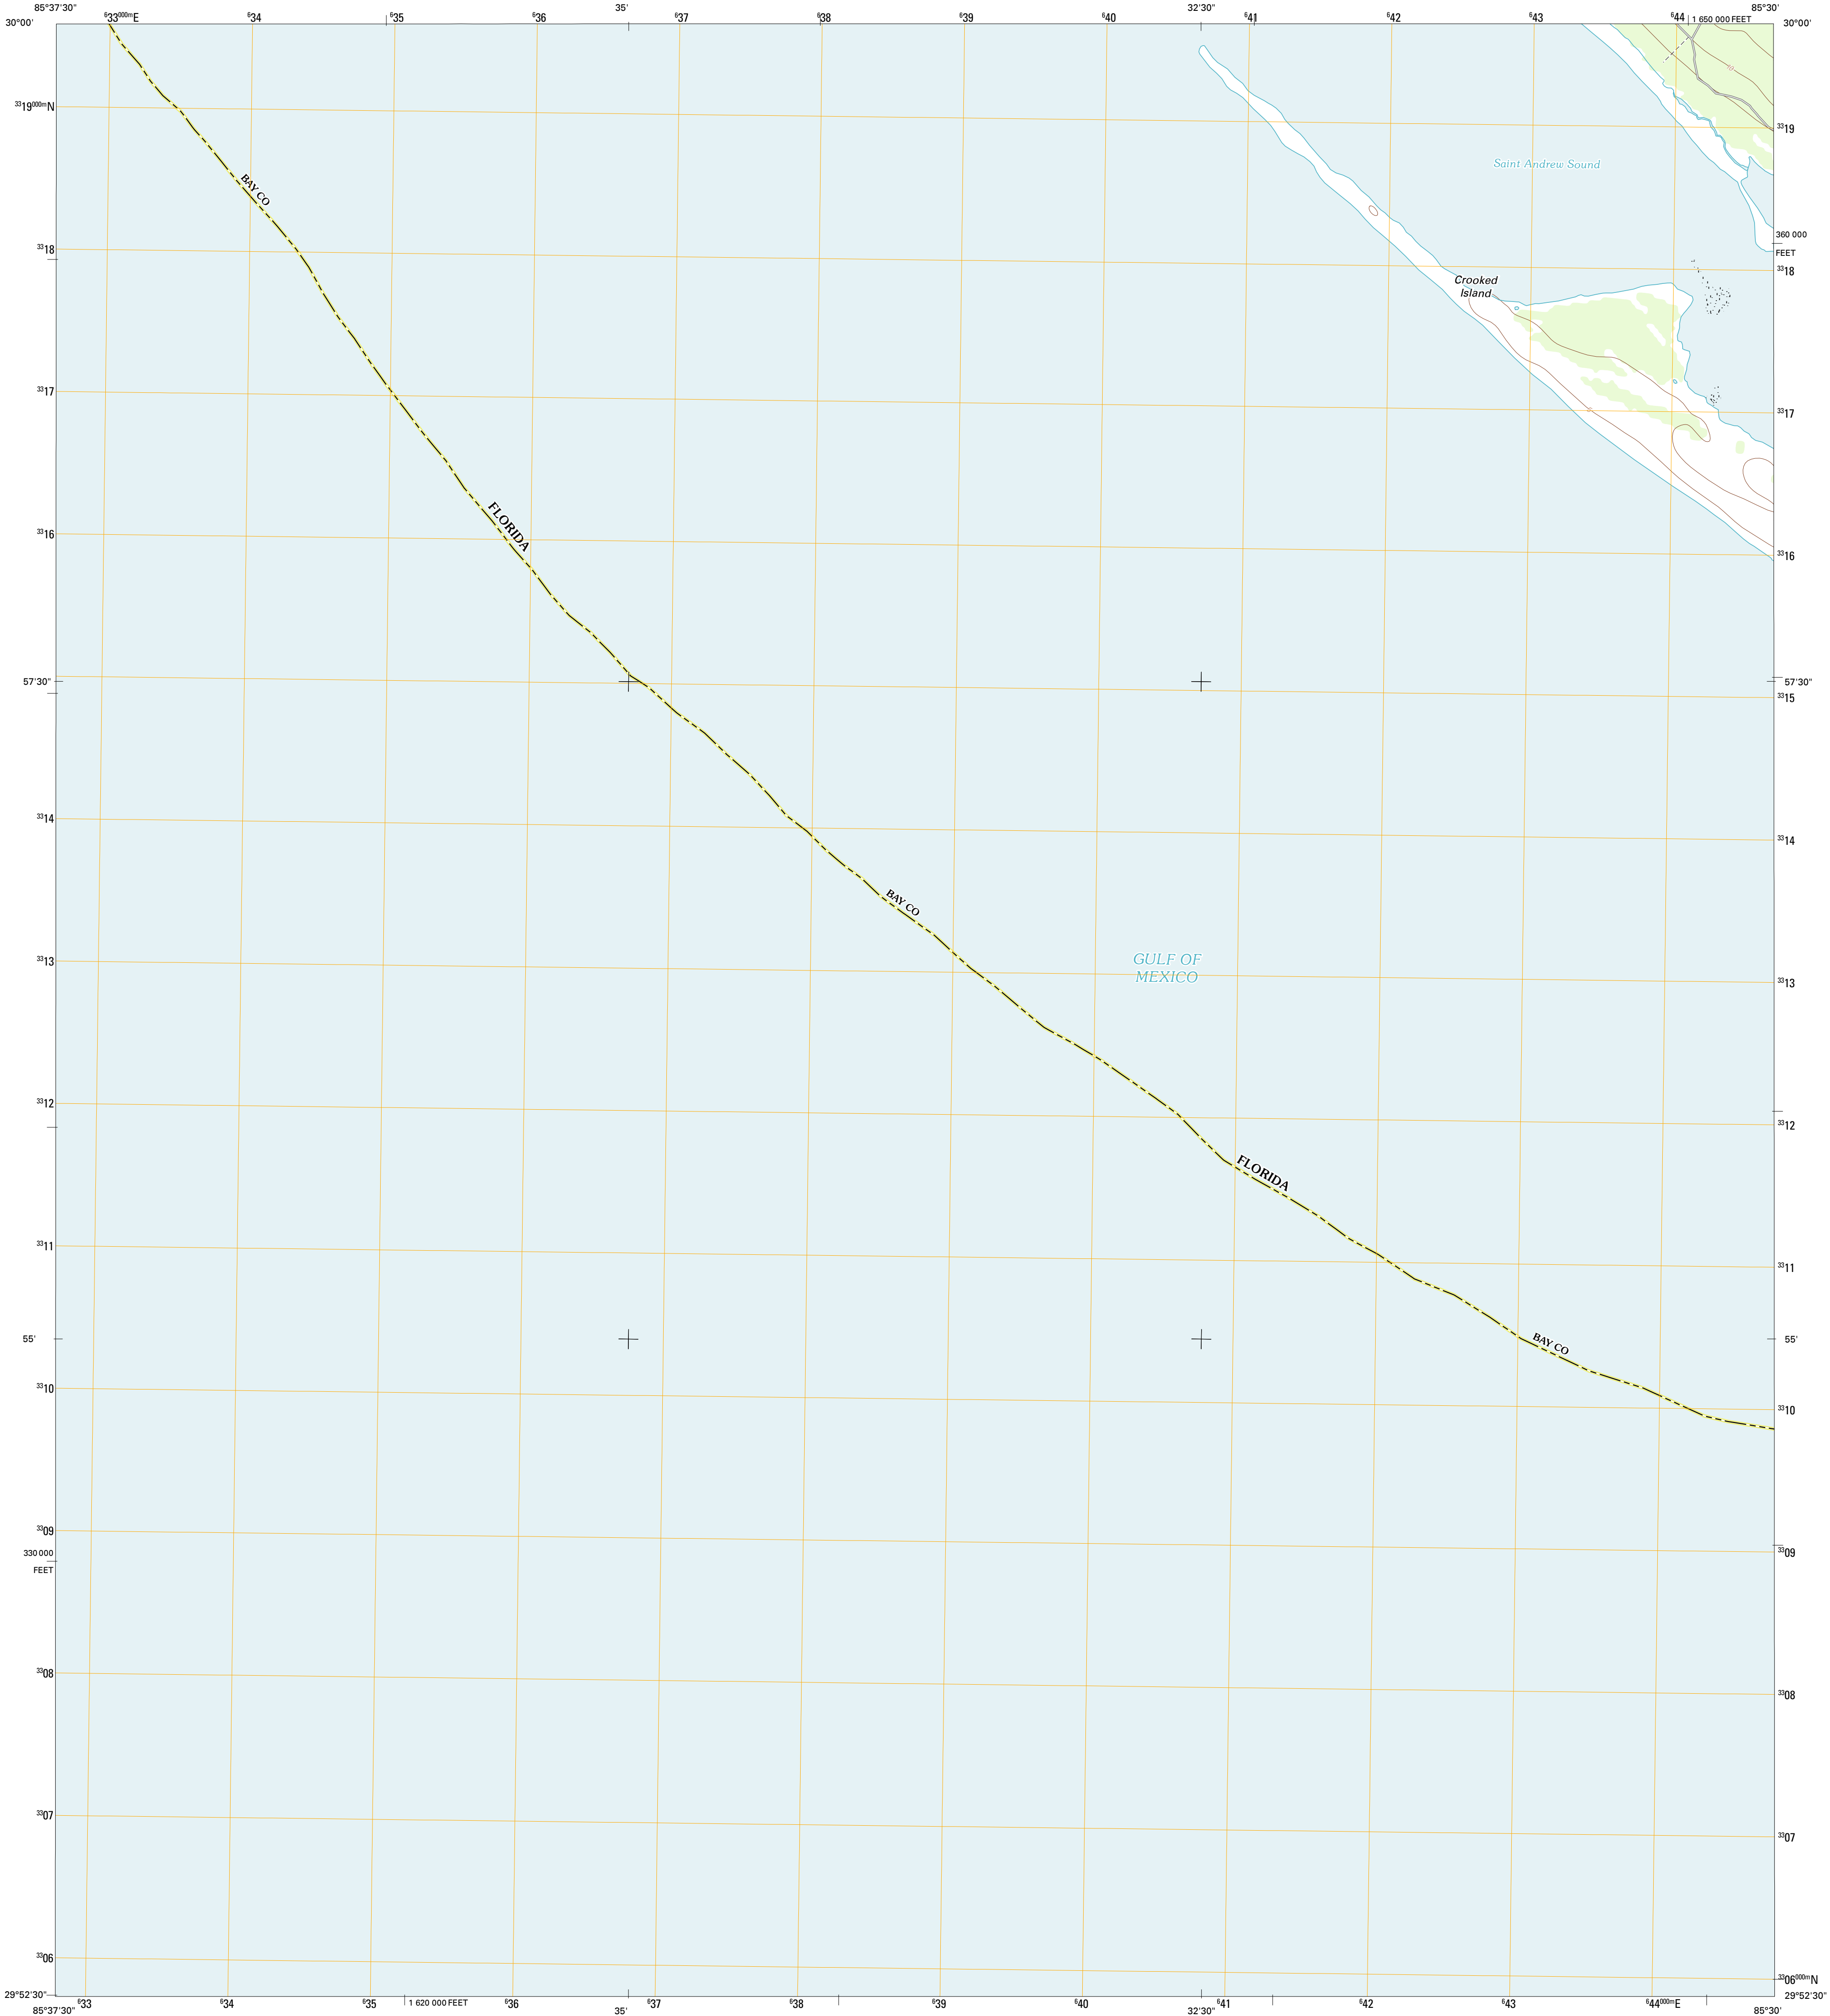 85°37'30" ⁶33⁰⁰⁰ᵐE ⁶34 ⁶35 ⁶36 35' ⁶37 ⁶38 ⁶39 ⁶40 32'30" ⁶41 ⁶42 ⁶43 ⁶44 1 650 000 FEET 85°30'
30°00' 30°00'
³³19⁰⁰⁰ᵐN ³³19
10
Saint Andrew Sound
BAY CO
360 000
FEET
³³18 ³³18
Crooked
Island
³³17 ³³17
FLORIDA
³³16 ³³16
57'30" 57'30"
³³15
³³14 ³³14
BAY CO
GULF OF
MEXICO
³³13 ³³13
³³12 ³³12
FLORIDA
³³11 ³³11
55' 55'
BAY CO
³³10 ³³10
³³09 ³³09
330 000
FEET
³³08 ³³08
³³07 ³³07
³³06 ³³06⁰⁰⁰ᵐN
29°52'30" 29°52'30"
⁶33 ⁶34 ⁶35 1 620 000 FEET ⁶36 ⁶37 ⁶38 ⁶39 ⁶40 ⁶41 ⁶42 ⁶43 ⁶44⁰⁰⁰ᵐE
85°37'30" 35' 32'30" 85°30'